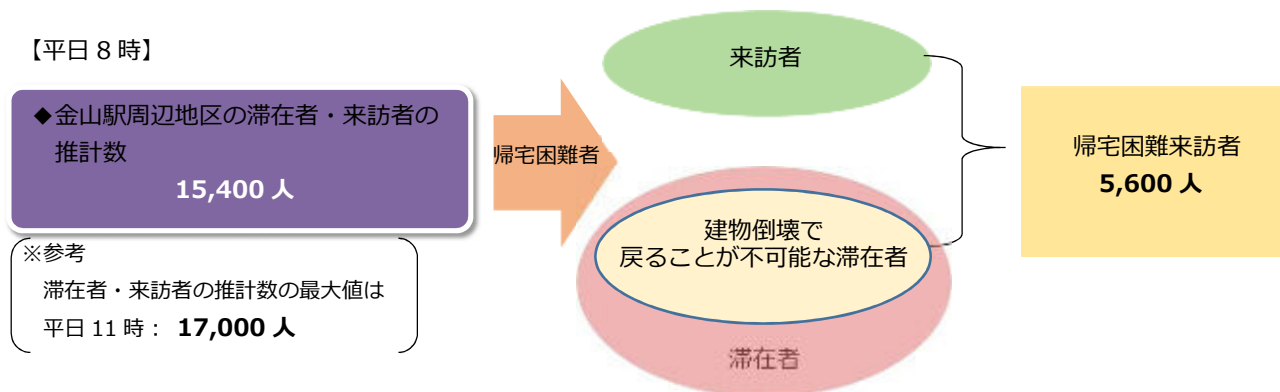 【平日8時】
◆金山駅周辺地区の滞在者・来訪者の
推計数
15,400 人
※参考
滞在者・来訪者の推計数の最大値は
平日11時： 17,000 人
帰宅困難者
来訪者
建物倒壊で
戻ることが不可能な滞在者
滞在者
帰宅困難来訪者
5,600 人